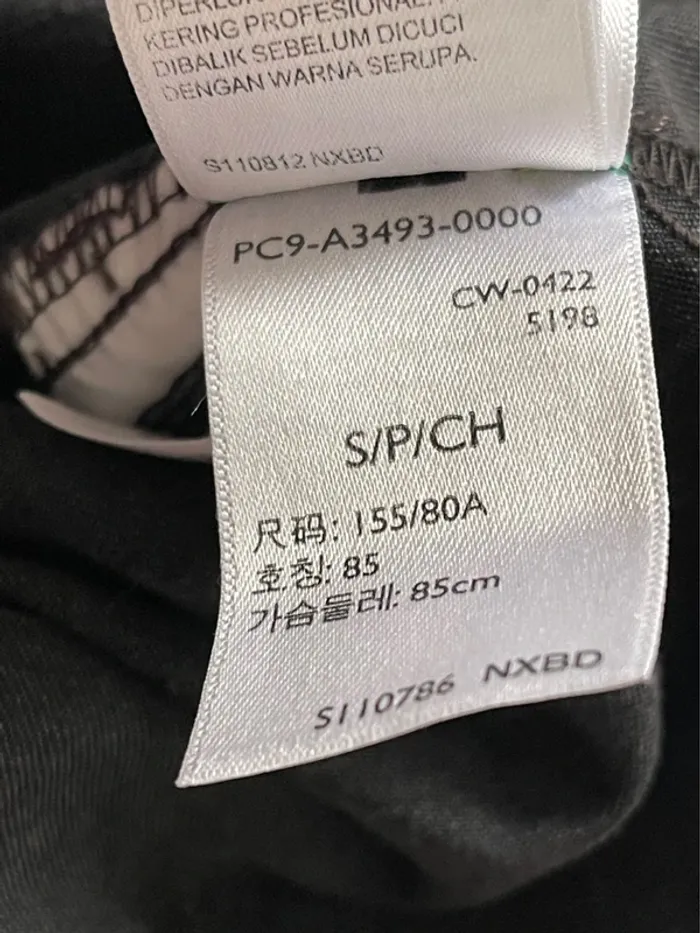 KERING PROFESIONAL.
DIBALIK SEBELUM DICUCI
DENGAN WARNA SERUPA.
S110812 NXBD
PC9-A3493-0000
CW-0422
5198
S/P/CH
尺码: 155/80A
호칭: 85
가슴둘레: 85cm
S110786 NXBD